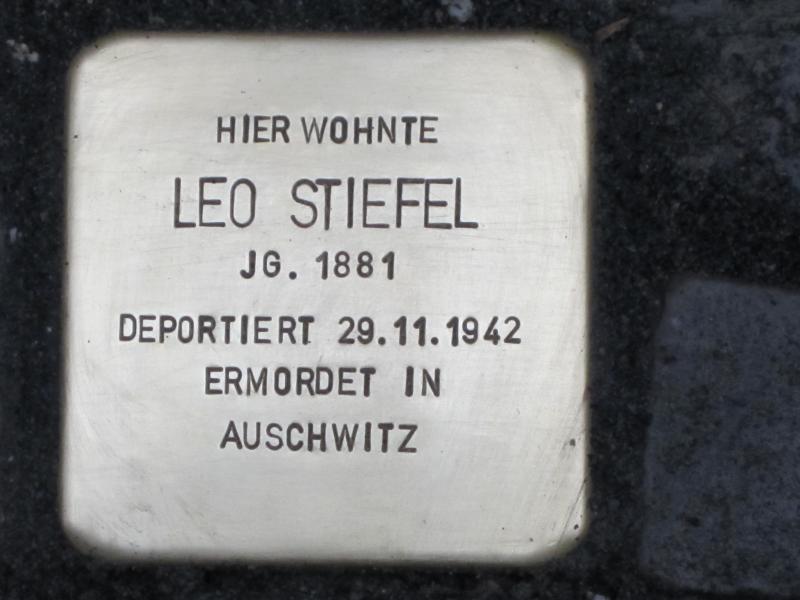 HIER WOHNTE
LEO STIEFEL
JG. 1881
DEPORTIERT 29.11.1942
ERMORDET IN
AUSCHWITZ